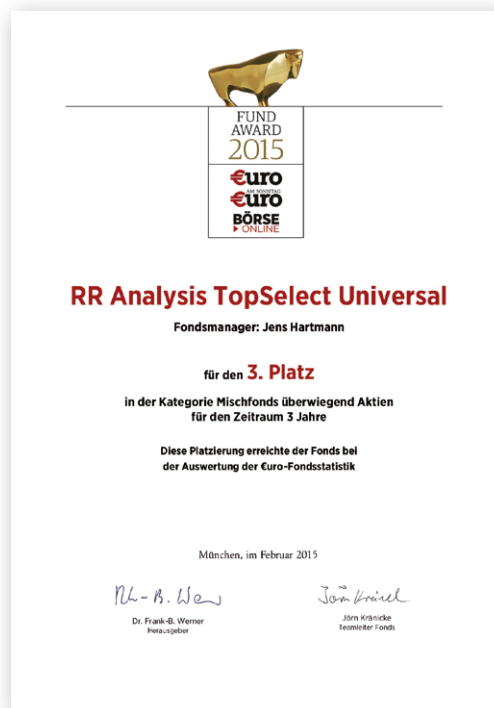 FUND
AWARD
2015
€uro
AM SONNTAG
€uro
BÖRSE
ONLINE
RR Analysis TopSelect Universal
Fondsmanager: Jens Hartmann
für den 3. Platz
in der Kategorie Mischfonds überwiegend Aktien
für den Zeitraum 3 Jahre
Diese Platzierung erreichte der Fonds bei
der Auswertung der €uro-Fondsstatistik
München, im Februar 2015
Dr. Frank-B. Werner
Herausgeber
Jörn Kränicke
Teamleiter Fonds